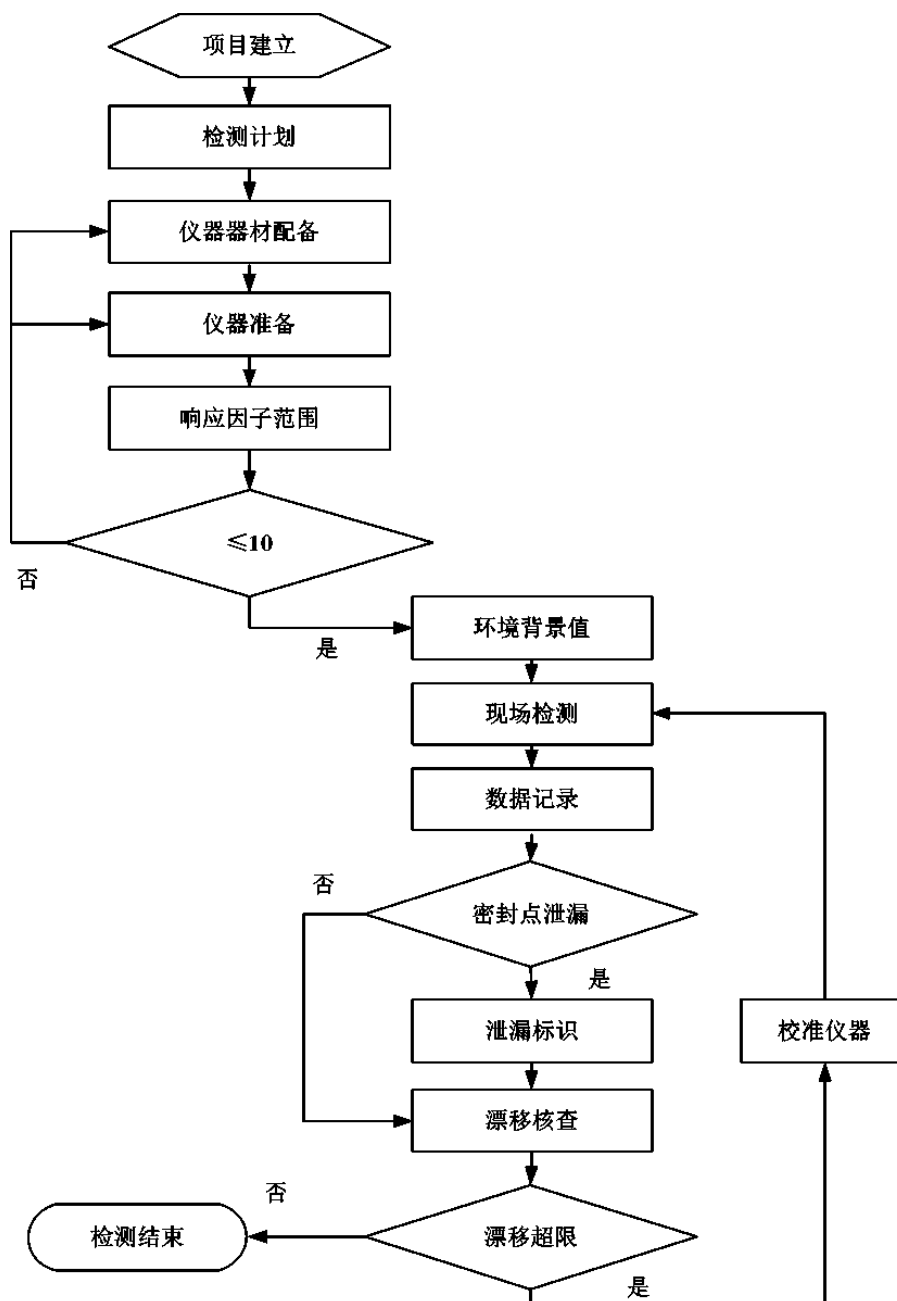 项目建立
检测计划
仪器器材配备
仪器准备
响应因子范围
≤10
否
是
环境背景值
现场检测
数据记录
密封点泄漏
否
是
泄漏标识
校准仪器
漂移核查
漂移超限
否
检测结束
是